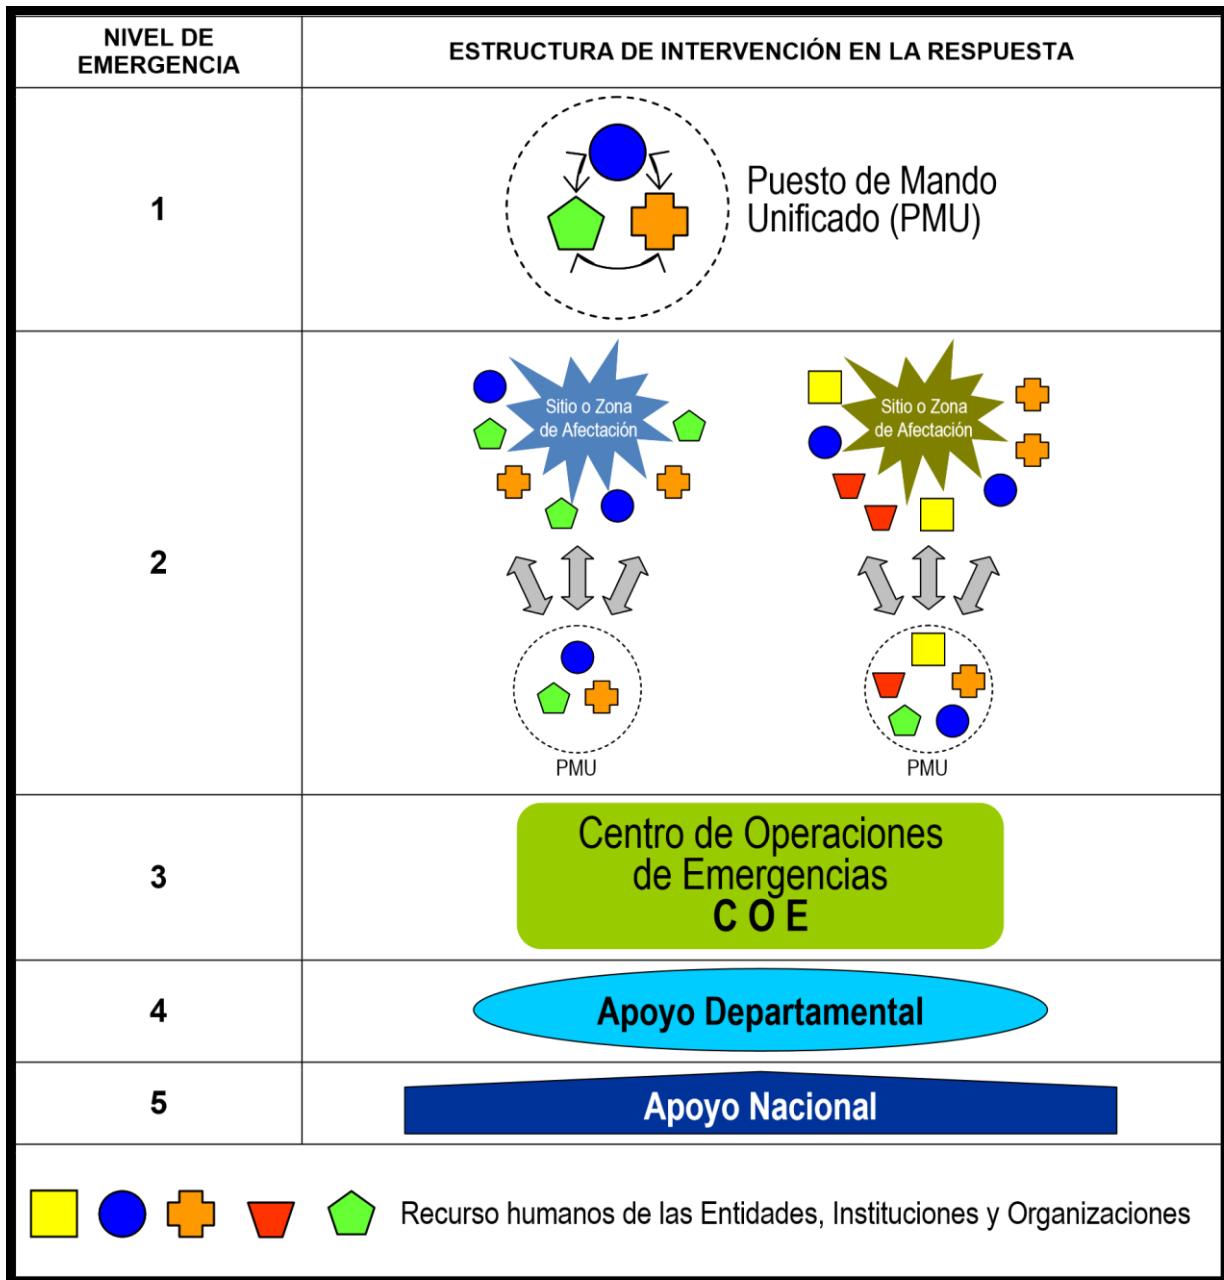 NIVEL DE
EMERGENCIA
ESTRUCTURA DE INTERVENCIÓN EN LA RESPUESTA
1
Puesto de Mando
Unificado (PMU)
2
Sitio o Zona
de Afectación
Sitio o Zona
de Afectación
PMU
PMU
3
Centro de Operaciones
de Emergencias
C O E
4
Apoyo Departamental
5
Apoyo Nacional
Recurso humanos de las Entidades, Instituciones y Organizaciones